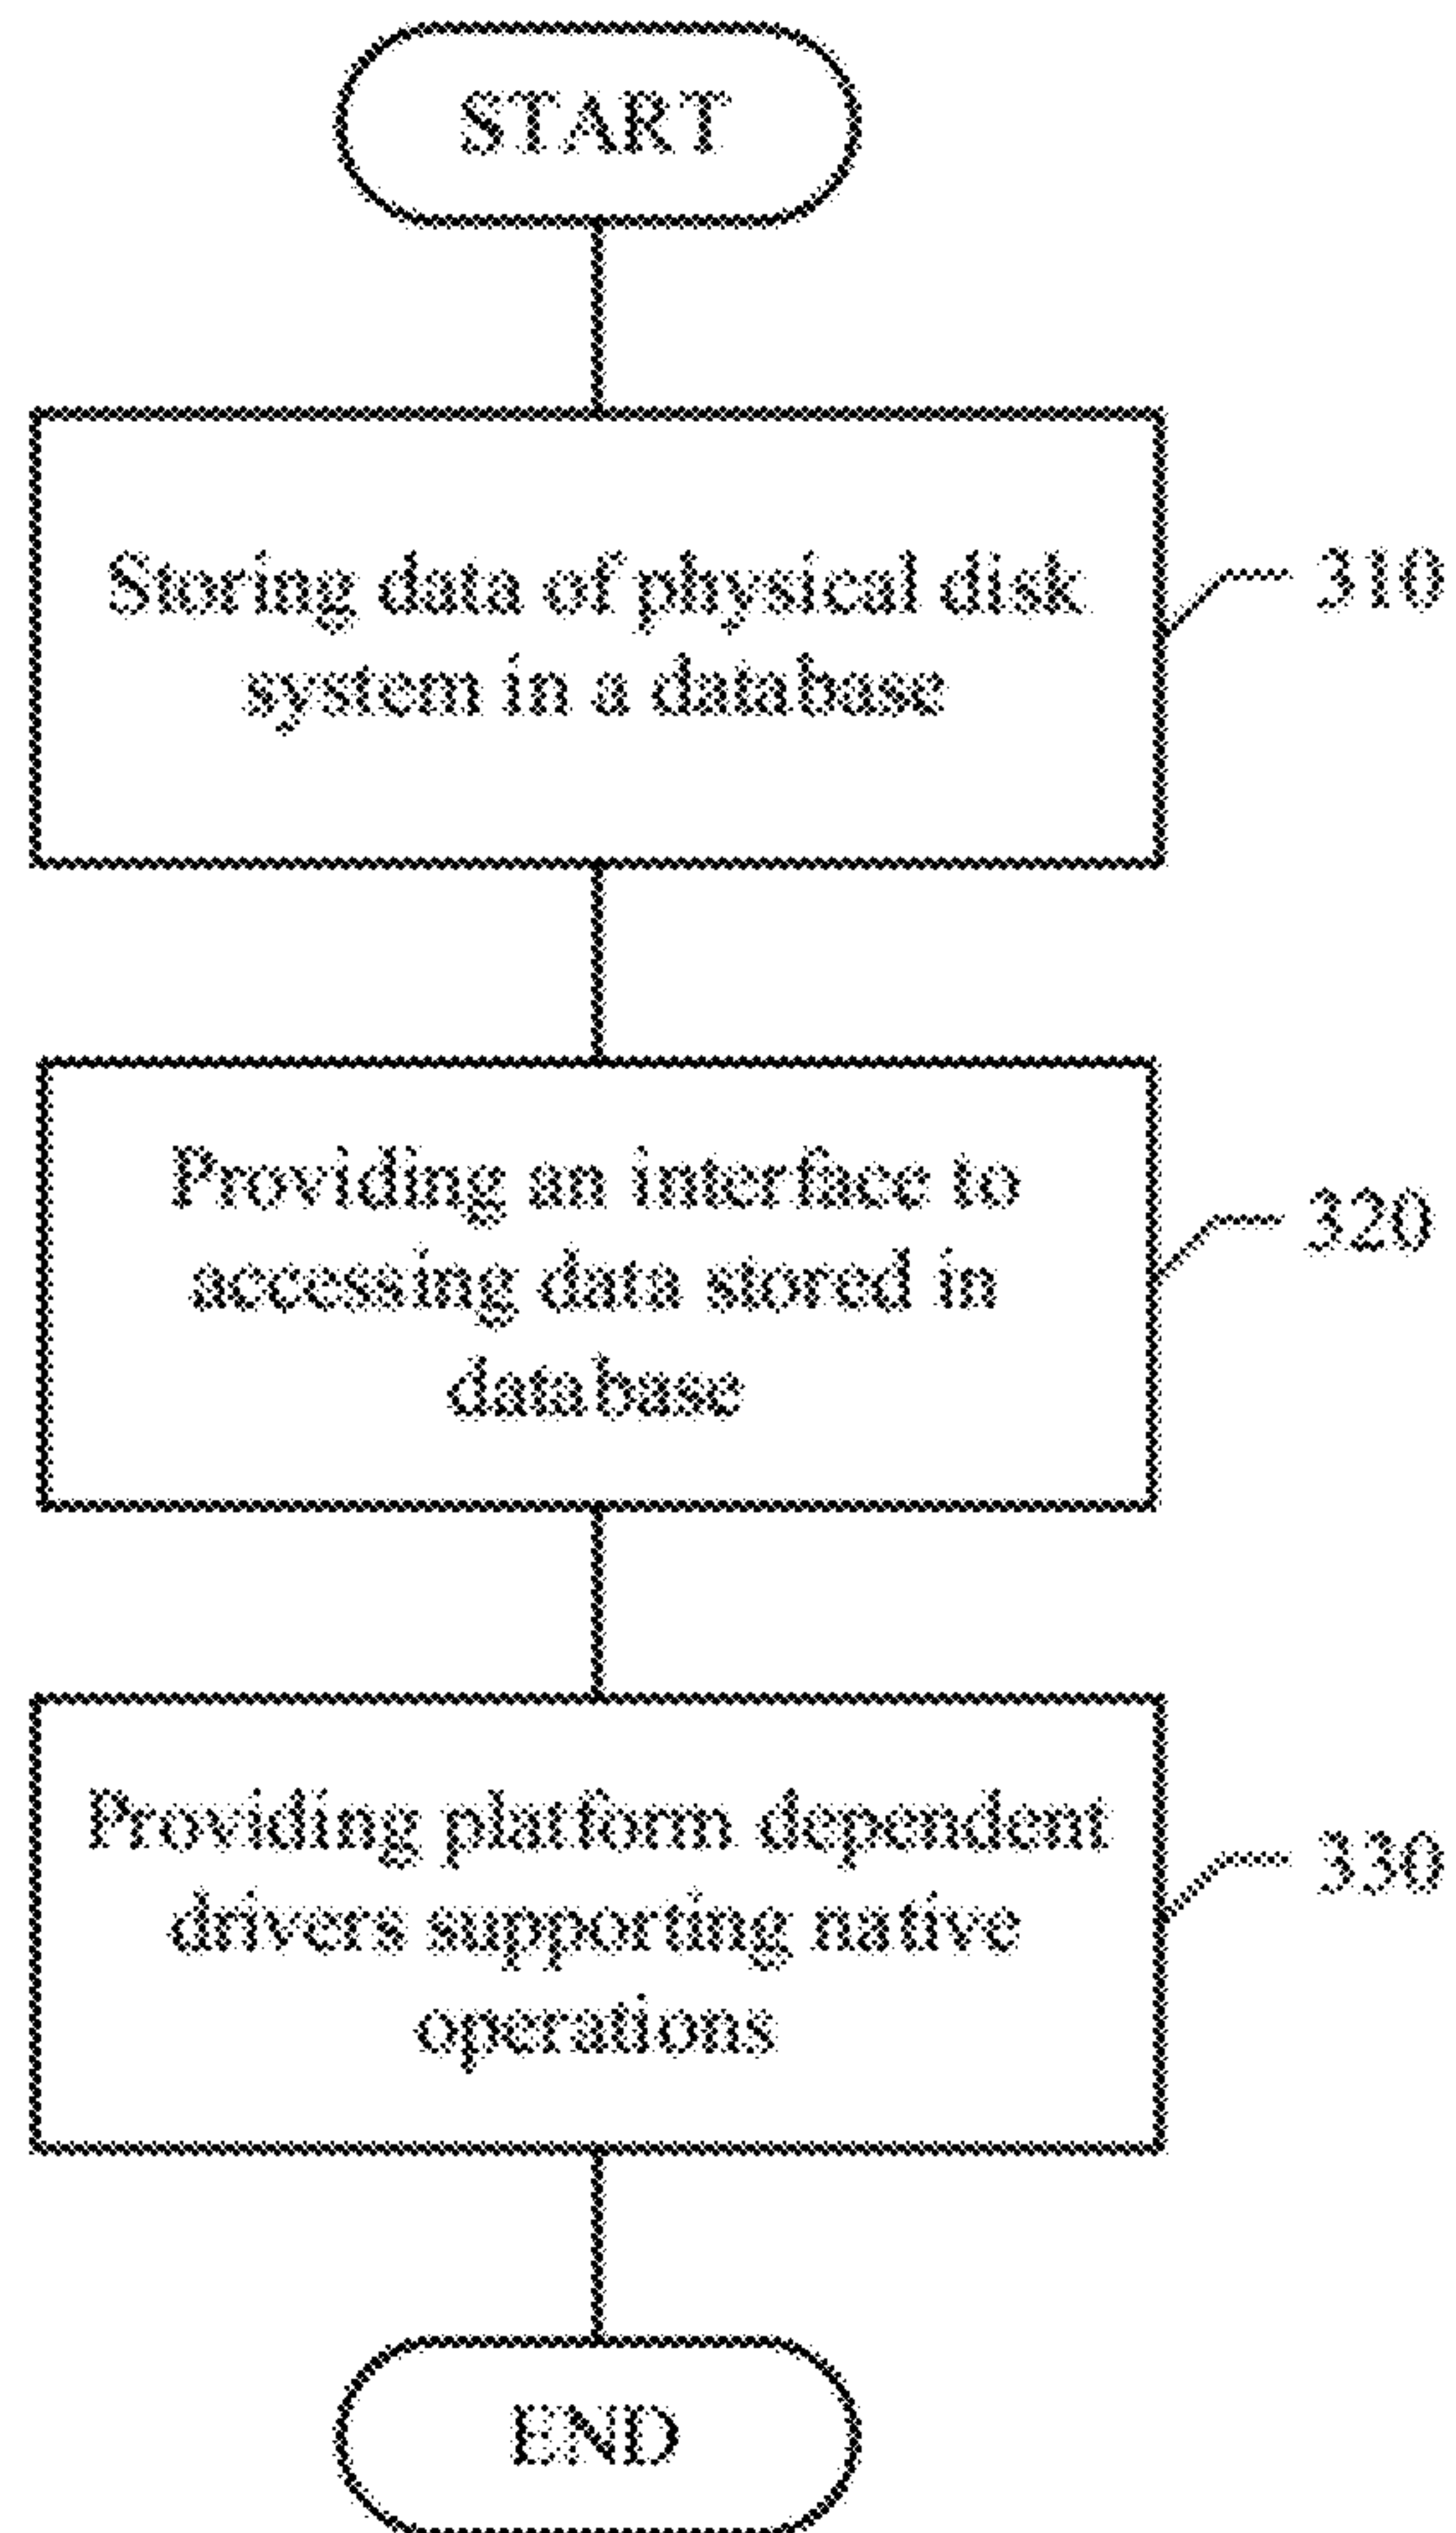 START
Storing data of physical disk
system in a database
310
Providing an interface to
accessing data stored in
database
320
Providing platform dependent
drivers supporting native
operations
330
END